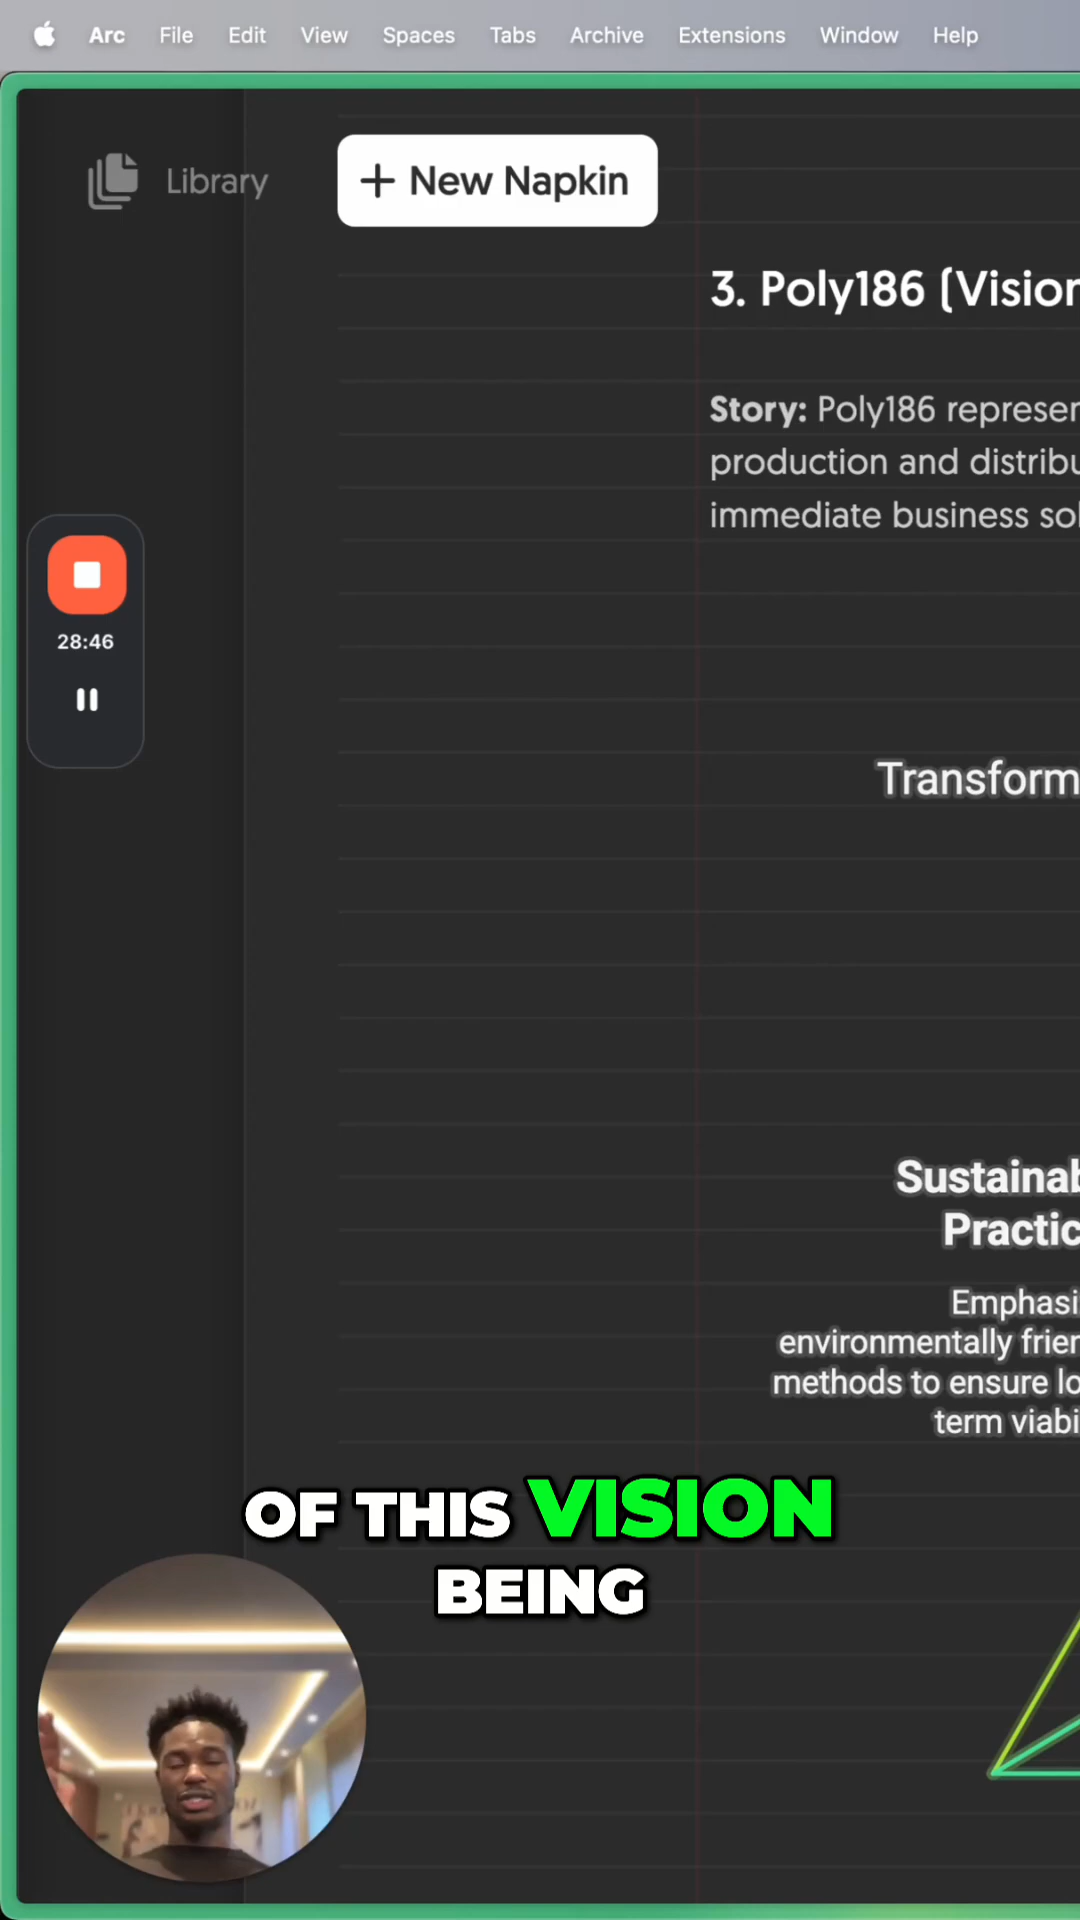 Arc File Edit View Spaces Tabs Archive Extensions Window Help
Library
+ New Napkin
3. Poly186 (Vision
Story: Poly186 represen
production and distribu
immediate business sol
28:46
Transform
Sustainab
Practic
Emphasi
environmentally frien
methods to ensure lo
term viabi
OF THIS VISION
BEING